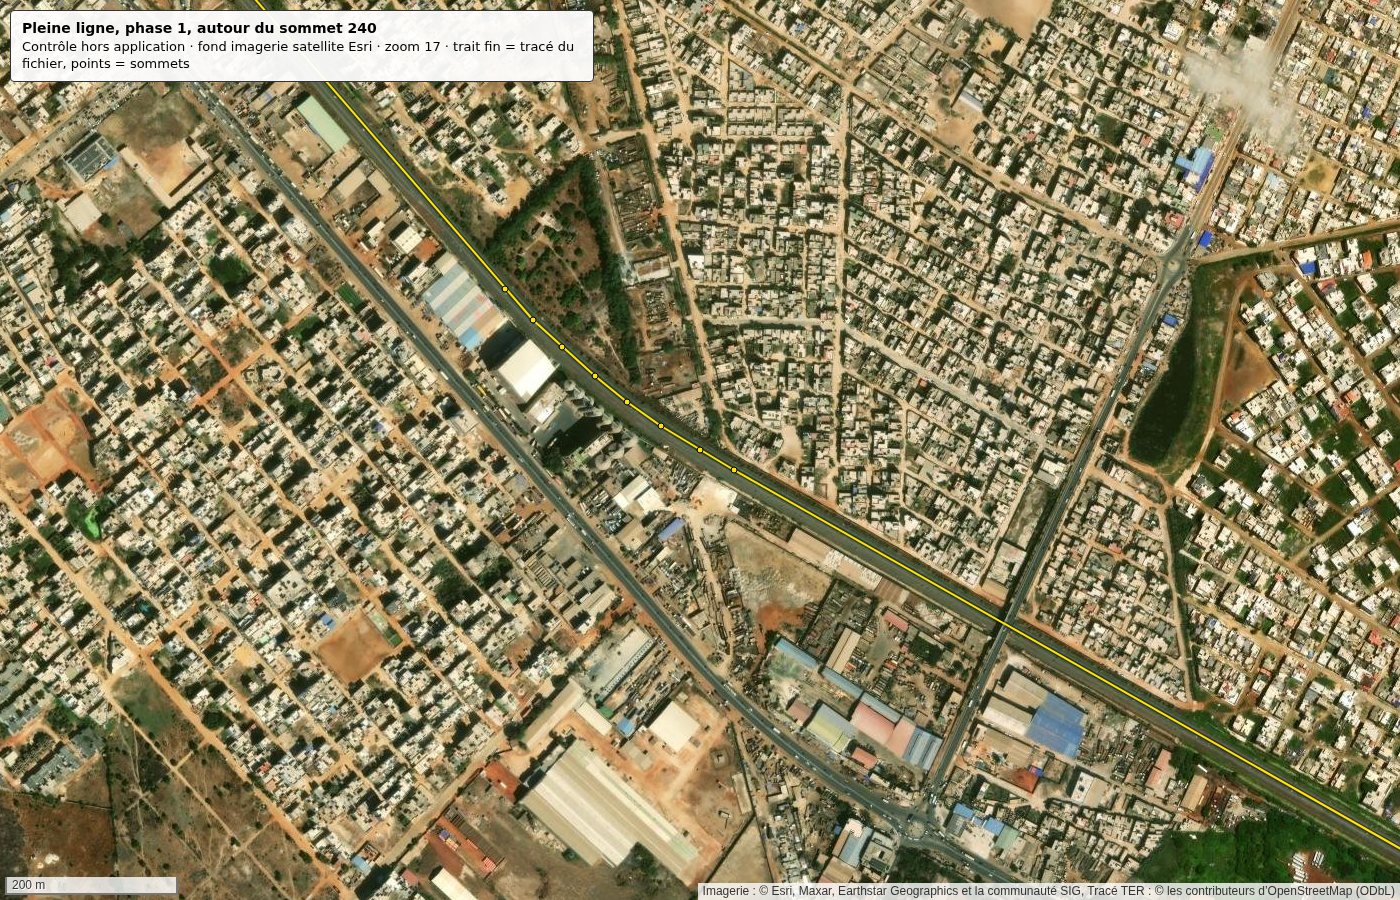 Pleine ligne, phase 1, autour du sommet 240
Contrôle hors application · fond imagerie satellite Esri · zoom 17 · trait fin = tracé du
fichier, points = sommets
200 m
Imagerie : © Esri, Maxar, Earthstar Geographics et la communauté SIG, Tracé TER : © les contributeurs d'OpenStreetMap (ODbL)